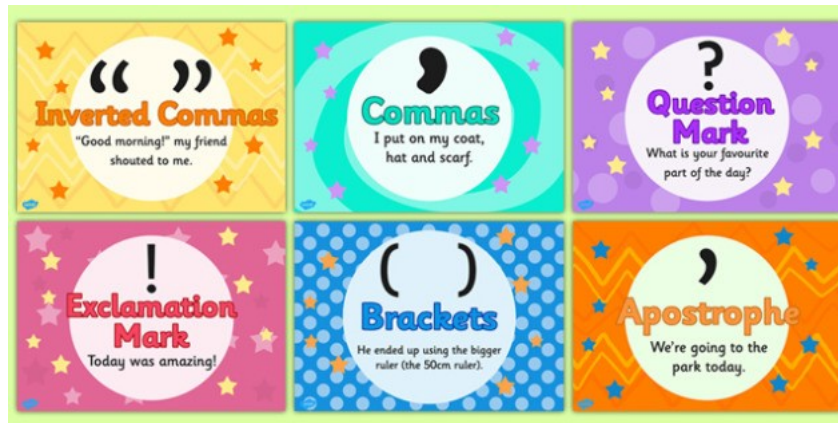 “ ”
Inverted Commas
“Good morning!” my friend
shouted to me.
,
Commas
I put on my coat,
hat and scarf.
?
Question
Mark
What is your favourite
part of the day?
!
Exclamation
Mark
Today was amazing!
( )
Brackets
He ended up using the bigger
ruler (the 50cm ruler).
’
Apostrophe
We're going to the
park today.